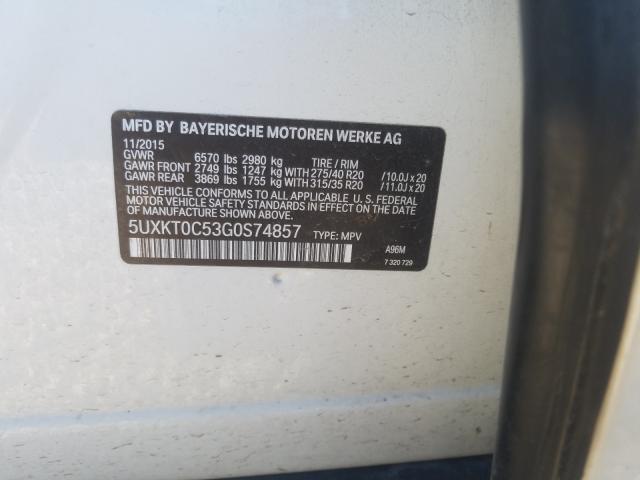 MFD BY BAYERISCHE MOTOREN WERKE AG
11/2015
GVWR 6570 lbs 2980 kg TIRE / RIM
GAWR FRONT 2749 lbs 1247 kg WITH 275/40 R20 /10.0J x 20
GAWR REAR 3869 lbs 1755 kg WITH 315/35 R20 /11.0J x 20
THIS VEHICLE CONFORMS TO ALL APPLICABLE U. S. FEDERAL
MOTOR VEHICLE SAFETY STANDARDS IN EFFECT ON THE
DATE OF MANUFACTURE SHOWN ABOVE.
5UXKT0C53G0S74857 TYPE: MPV
A96M
7 320 729